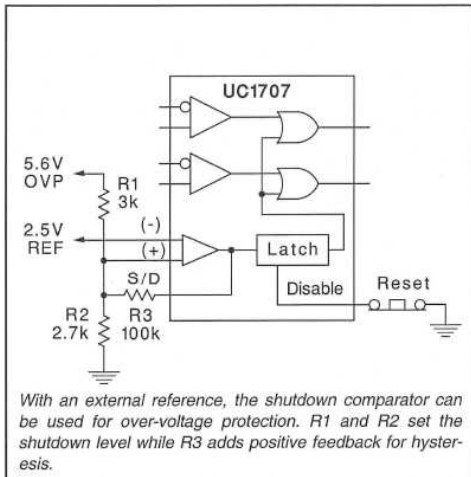 UC1707
5.6V
OVP
R1
3k
2.5V
REF
(-)
(+)
S/D
Latch
Disable
Reset
R2
2.7k
R3
100k
With an external reference, the shutdown comparator can
be used for over-voltage protection. R1 and R2 set the
shutdown level while R3 adds positive feedback for hyster-
esis.